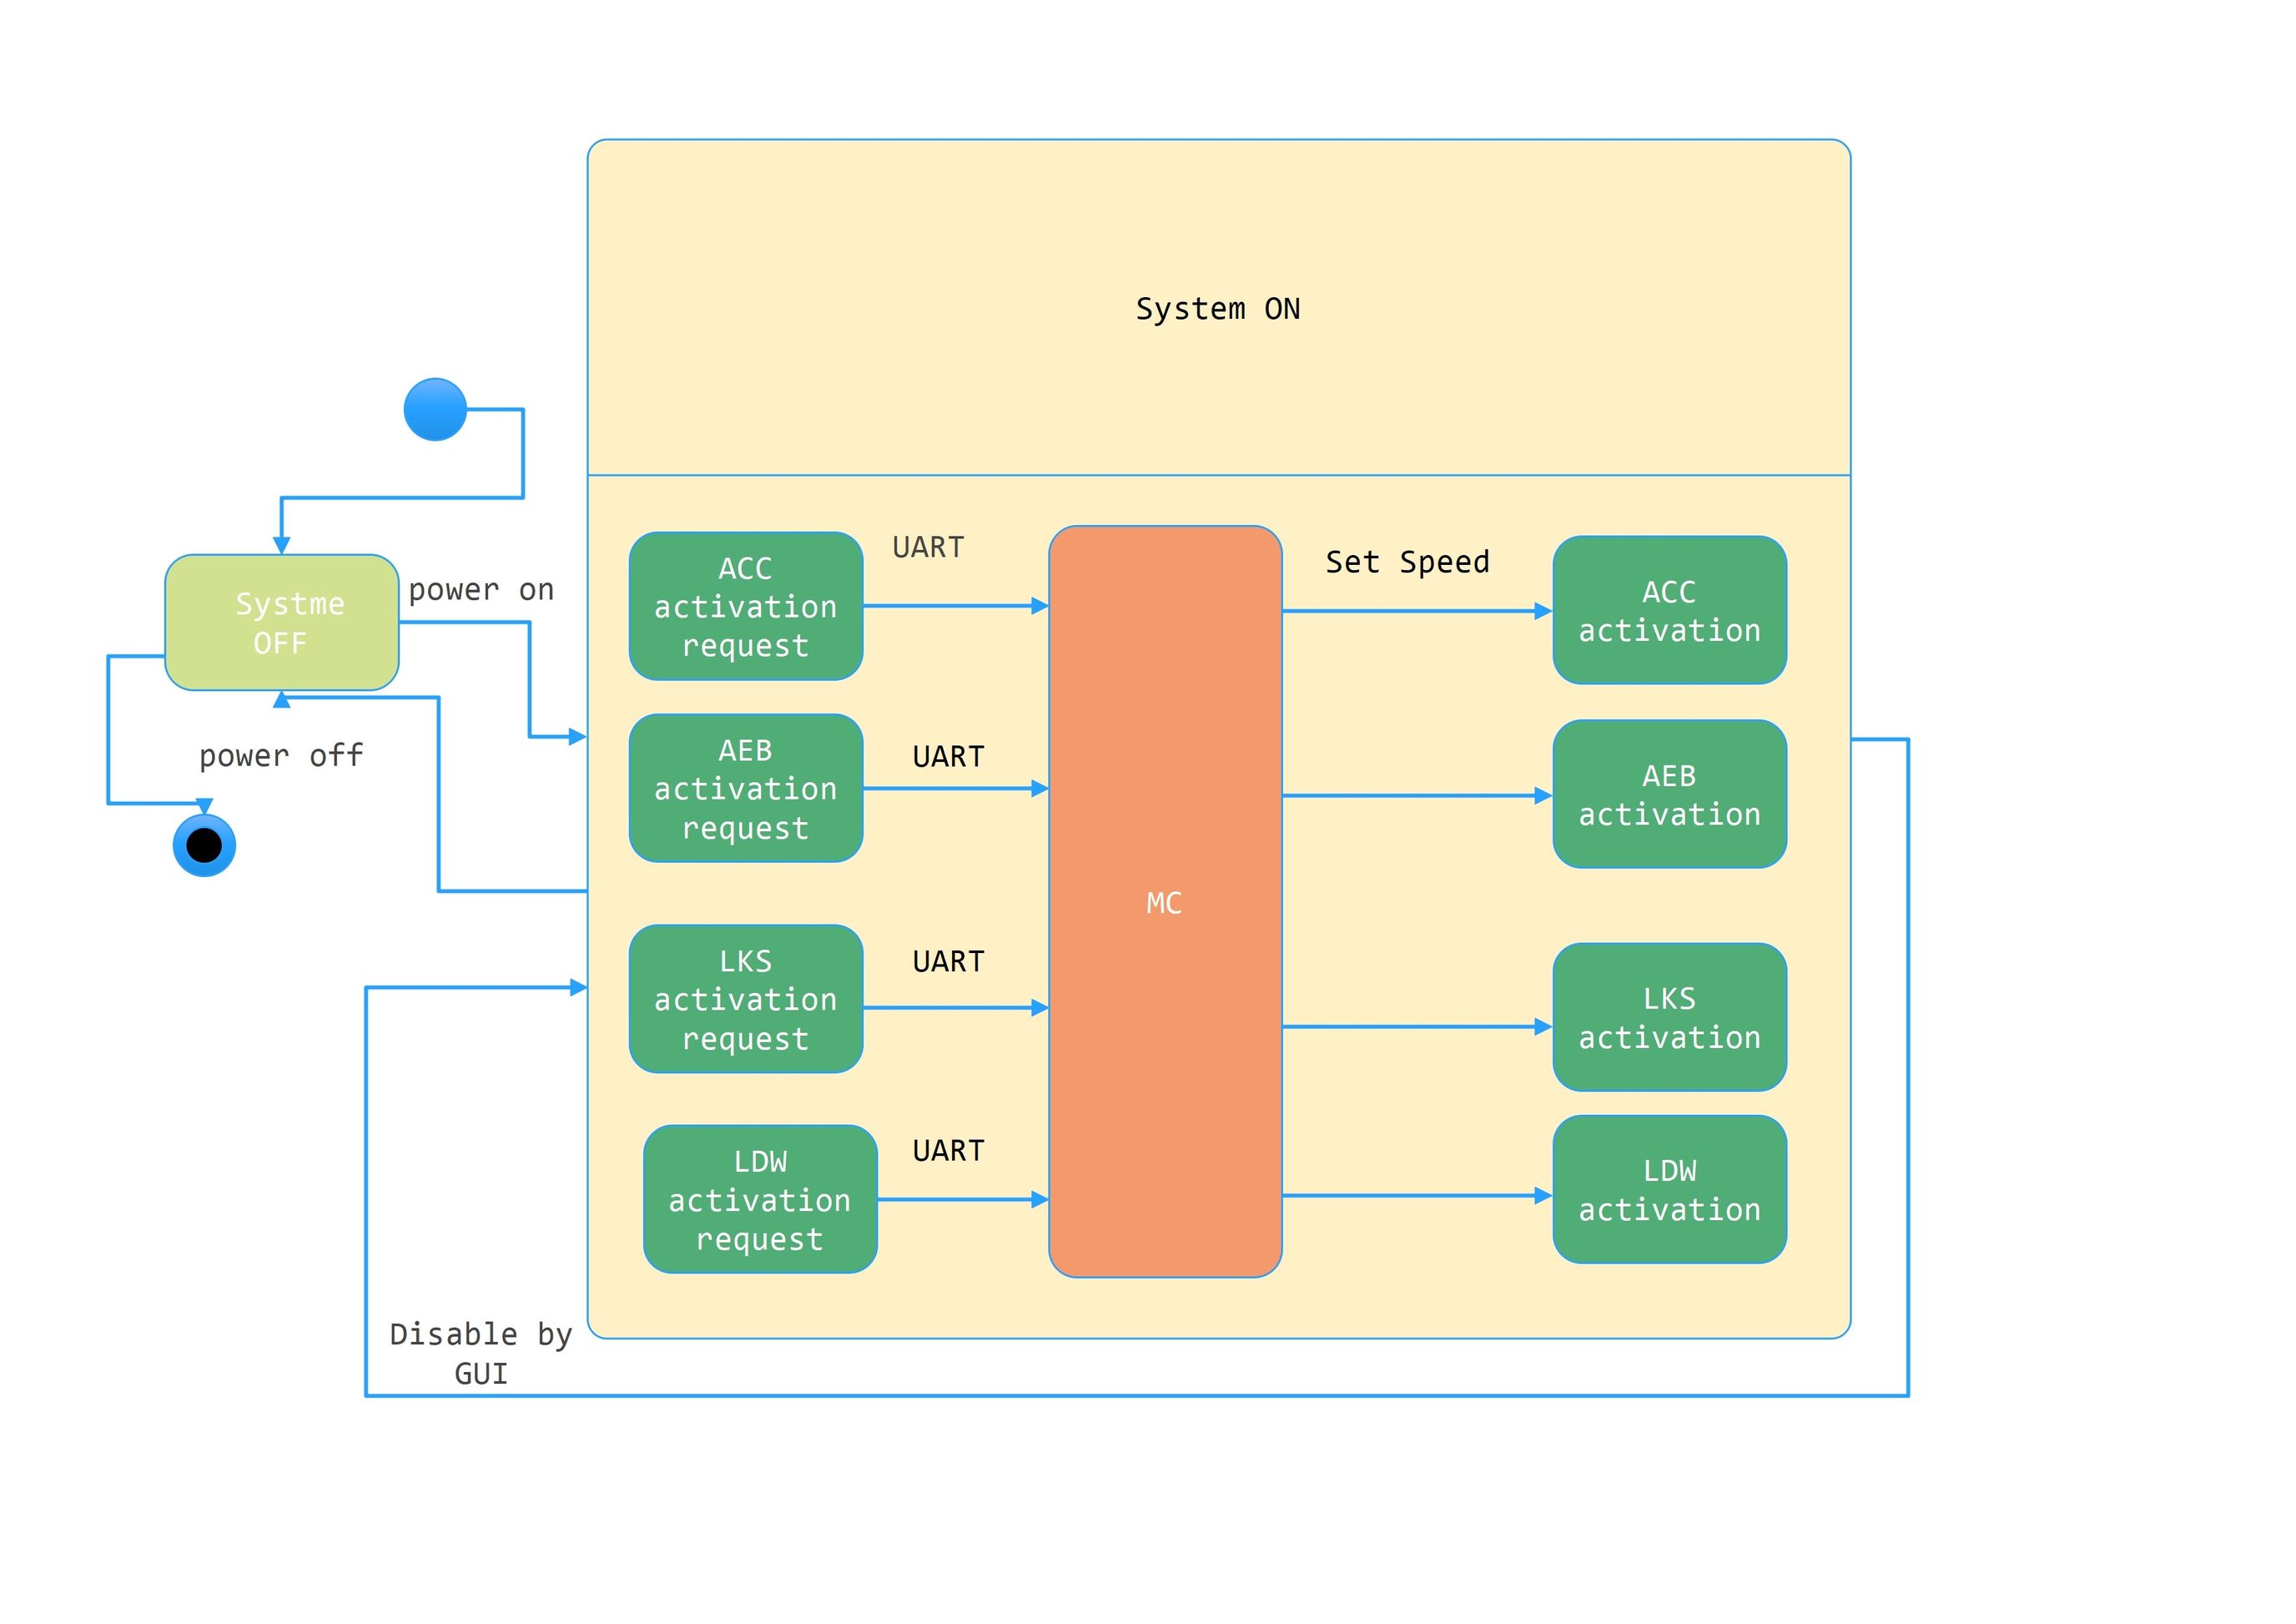 System ON
Systme
OFF
power on
power off
ACC
activation
request
UART
MC
Set Speed
ACC
activation
AEB
activation
request
UART
AEB
activation
LKS
activation
request
UART
LKS
activation
LDW
activation
request
UART
LDW
activation
Disable by
GUI